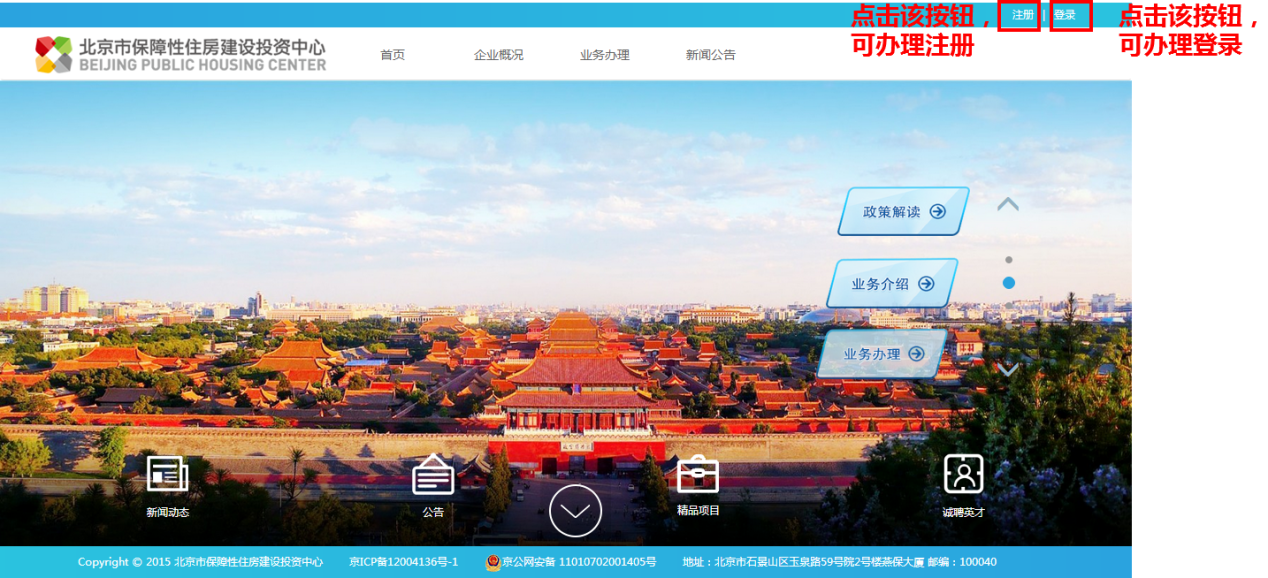 点击该按钮，
可办理注册
注册 | 登录
点击该按钮，
可办理登录
北京市保障性住房建设投资中心
BEIJING PUBLIC HOUSING CENTER
首页 企业概况 业务办理 新闻公告
政策解读
业务介绍
业务办理
新闻动态
公告
精品项目
诚聘英才
Copyright © 2015 北京市保障性住房建设投资中心 京ICP备12004136号-1 京公网安备 11010702001405号 地址：北京市石景山区玉泉路59号院2号楼燕保大厦 邮编：100040